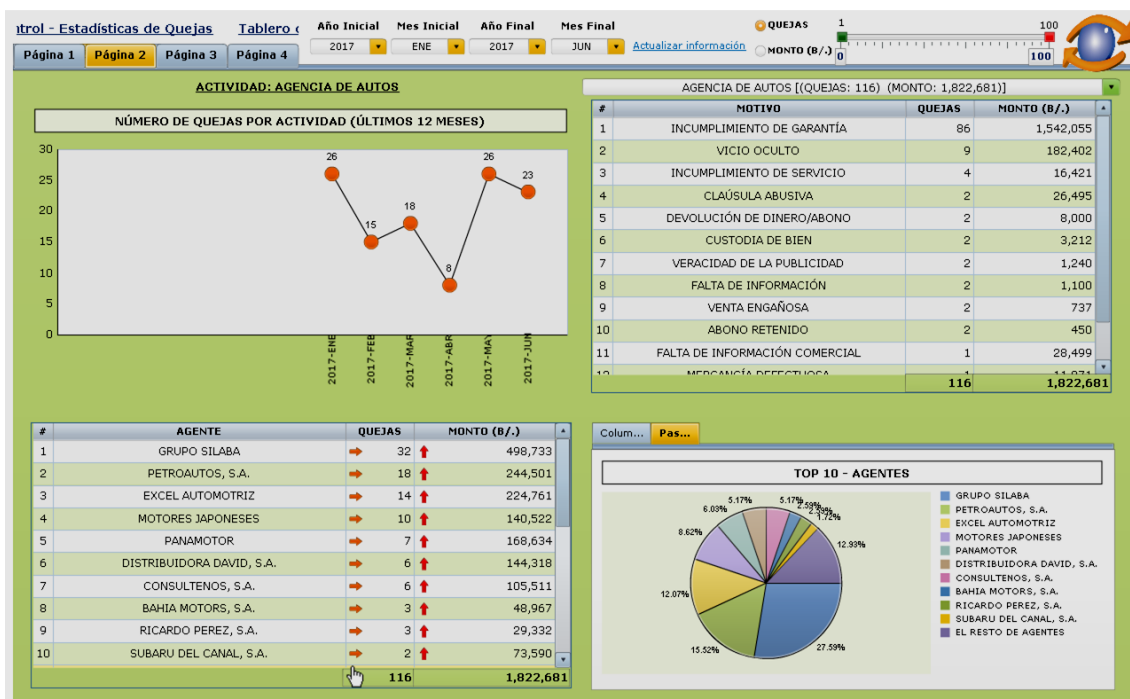 ıtrol - Estadísticas de Quejas Tablero c
Año Inicial Mes Inicial Año Final Mes Final
2017 ENE 2017 JUN
Actualizar información
QUEJAS
MONTO (B/.)
1 100
0 100
Página 1 Página 2 Página 3 Página 4
ACTIVIDAD: AGENCIA DE AUTOS
NÚMERO DE QUEJAS POR ACTIVIDAD (ÚLTIMOS 12 MESES)
30
25
20
15
10
5
0
26 15 18 8 26 23
2017-ENE 2017-FEB 2017-MAR 2017-ABR 2017-MAY 2017-JUN
AGENCIA DE AUTOS [(QUEJAS: 116) (MONTO: 1,822,681)]
# MOTIVO QUEJAS MONTO (B/.)
1 INCUMPLIMIENTO DE GARANTÍA 86 1,542,055
2 VICIO OCULTO 9 182,402
3 INCUMPLIMIENTO DE SERVICIO 4 16,421
4 CLAÚSULA ABUSIVA 2 26,495
5 DEVOLUCIÓN DE DINERO/ABONO 2 8,000
6 CUSTODIA DE BIEN 2 3,212
7 VERACIDAD DE LA PUBLICIDAD 2 1,240
8 FALTA DE INFORMACIÓN 2 1,100
9 VENTA ENGAÑOSA 2 737
10 ABONO RETENIDO 2 450
11 FALTA DE INFORMACIÓN COMERCIAL 1 28,499
12 MERCANCÍA DEFECTUOSA 1
116 1,822,681
# AGENTE QUEJAS MONTO (B/.)
1 GRUPO SILABA 32 498,733
2 PETROAUTOS, S.A. 18 244,501
3 EXCEL AUTOMOTRIZ 14 224,761
4 MOTORES JAPONESES 10 140,522
5 PANAMOTOR 7 168,634
6 DISTRIBUIDORA DAVID, S.A. 6 144,318
7 CONSULTENOS, S.A. 6 105,511
8 BAHIA MOTORS, S.A. 3 48,967
9 RICARDO PEREZ, S.A. 3 29,332
10 SUBARU DEL CANAL, S.A. 2 73,590
116 1,822,681
Colum... Pas...
TOP 10 - AGENTES
5.17% 5.17% 2.59% 2.59% 1.72%
6.03%
8.62%
12.93%
12.07%
15.52%
27.59%
GRUPO SILABA
PETROAUTOS, S.A.
EXCEL AUTOMOTRIZ
MOTORES JAPONESES
PANAMOTOR
DISTRIBUIDORA DAVID, S.A.
CONSULTENOS, S.A.
BAHIA MOTORS, S.A.
RICARDO PEREZ, S.A.
SUBARU DEL CANAL, S.A.
EL RESTO DE AGENTES